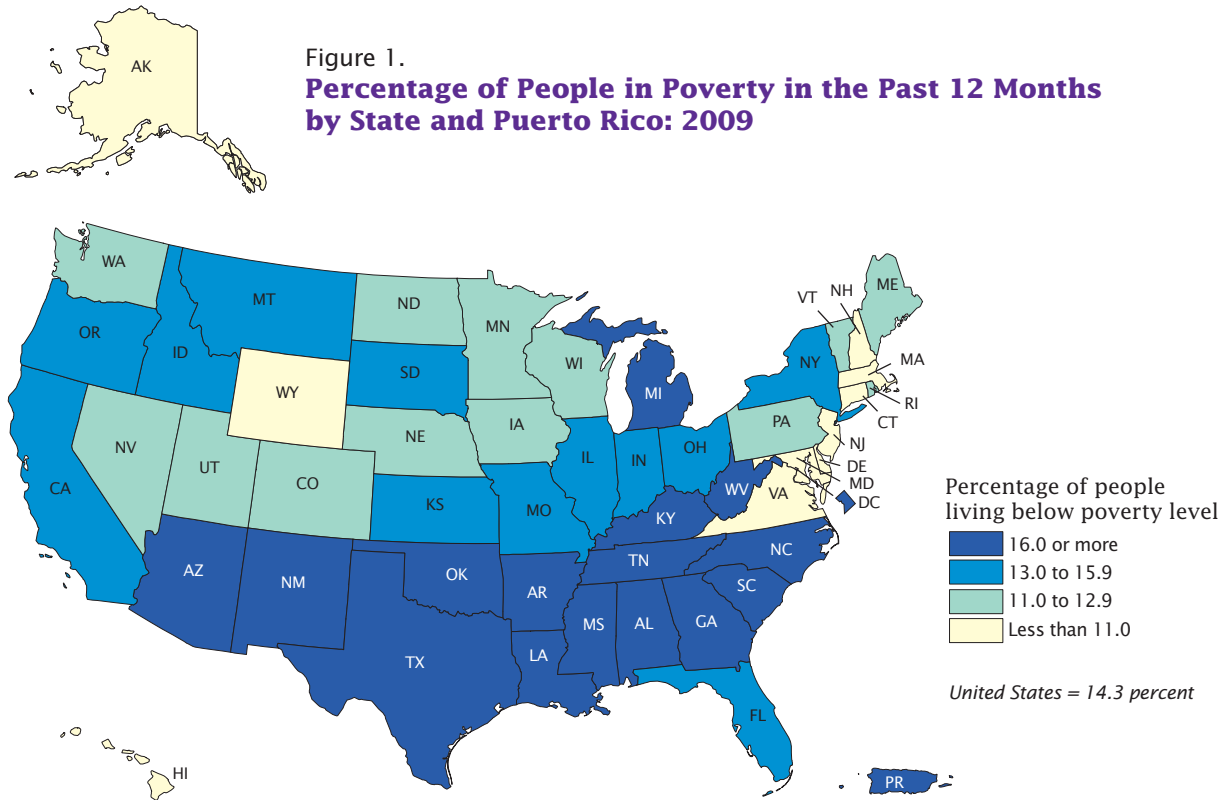 AK
Figure 1.
Percentage of People in Poverty in the Past 12 Months
by State and Puerto Rico: 2009
WA
MT
ND
MN
VT
NH
ME
OR
ID
SD
WI
NY
MA
WY
MI
RI
CT
NV
UT
CO
NE
IA
IL
IN
OH
PA
NJ
DE
MD
DC
CA
KS
MO
KY
WV
VA
AZ
NM
OK
AR
TN
NC
SC
MS
AL
GA
TX
LA
FL
HI
PR
Percentage of people
living below poverty level
16.0 or more
13.0 to 15.9
11.0 to 12.9
Less than 11.0
United States = 14.3 percent